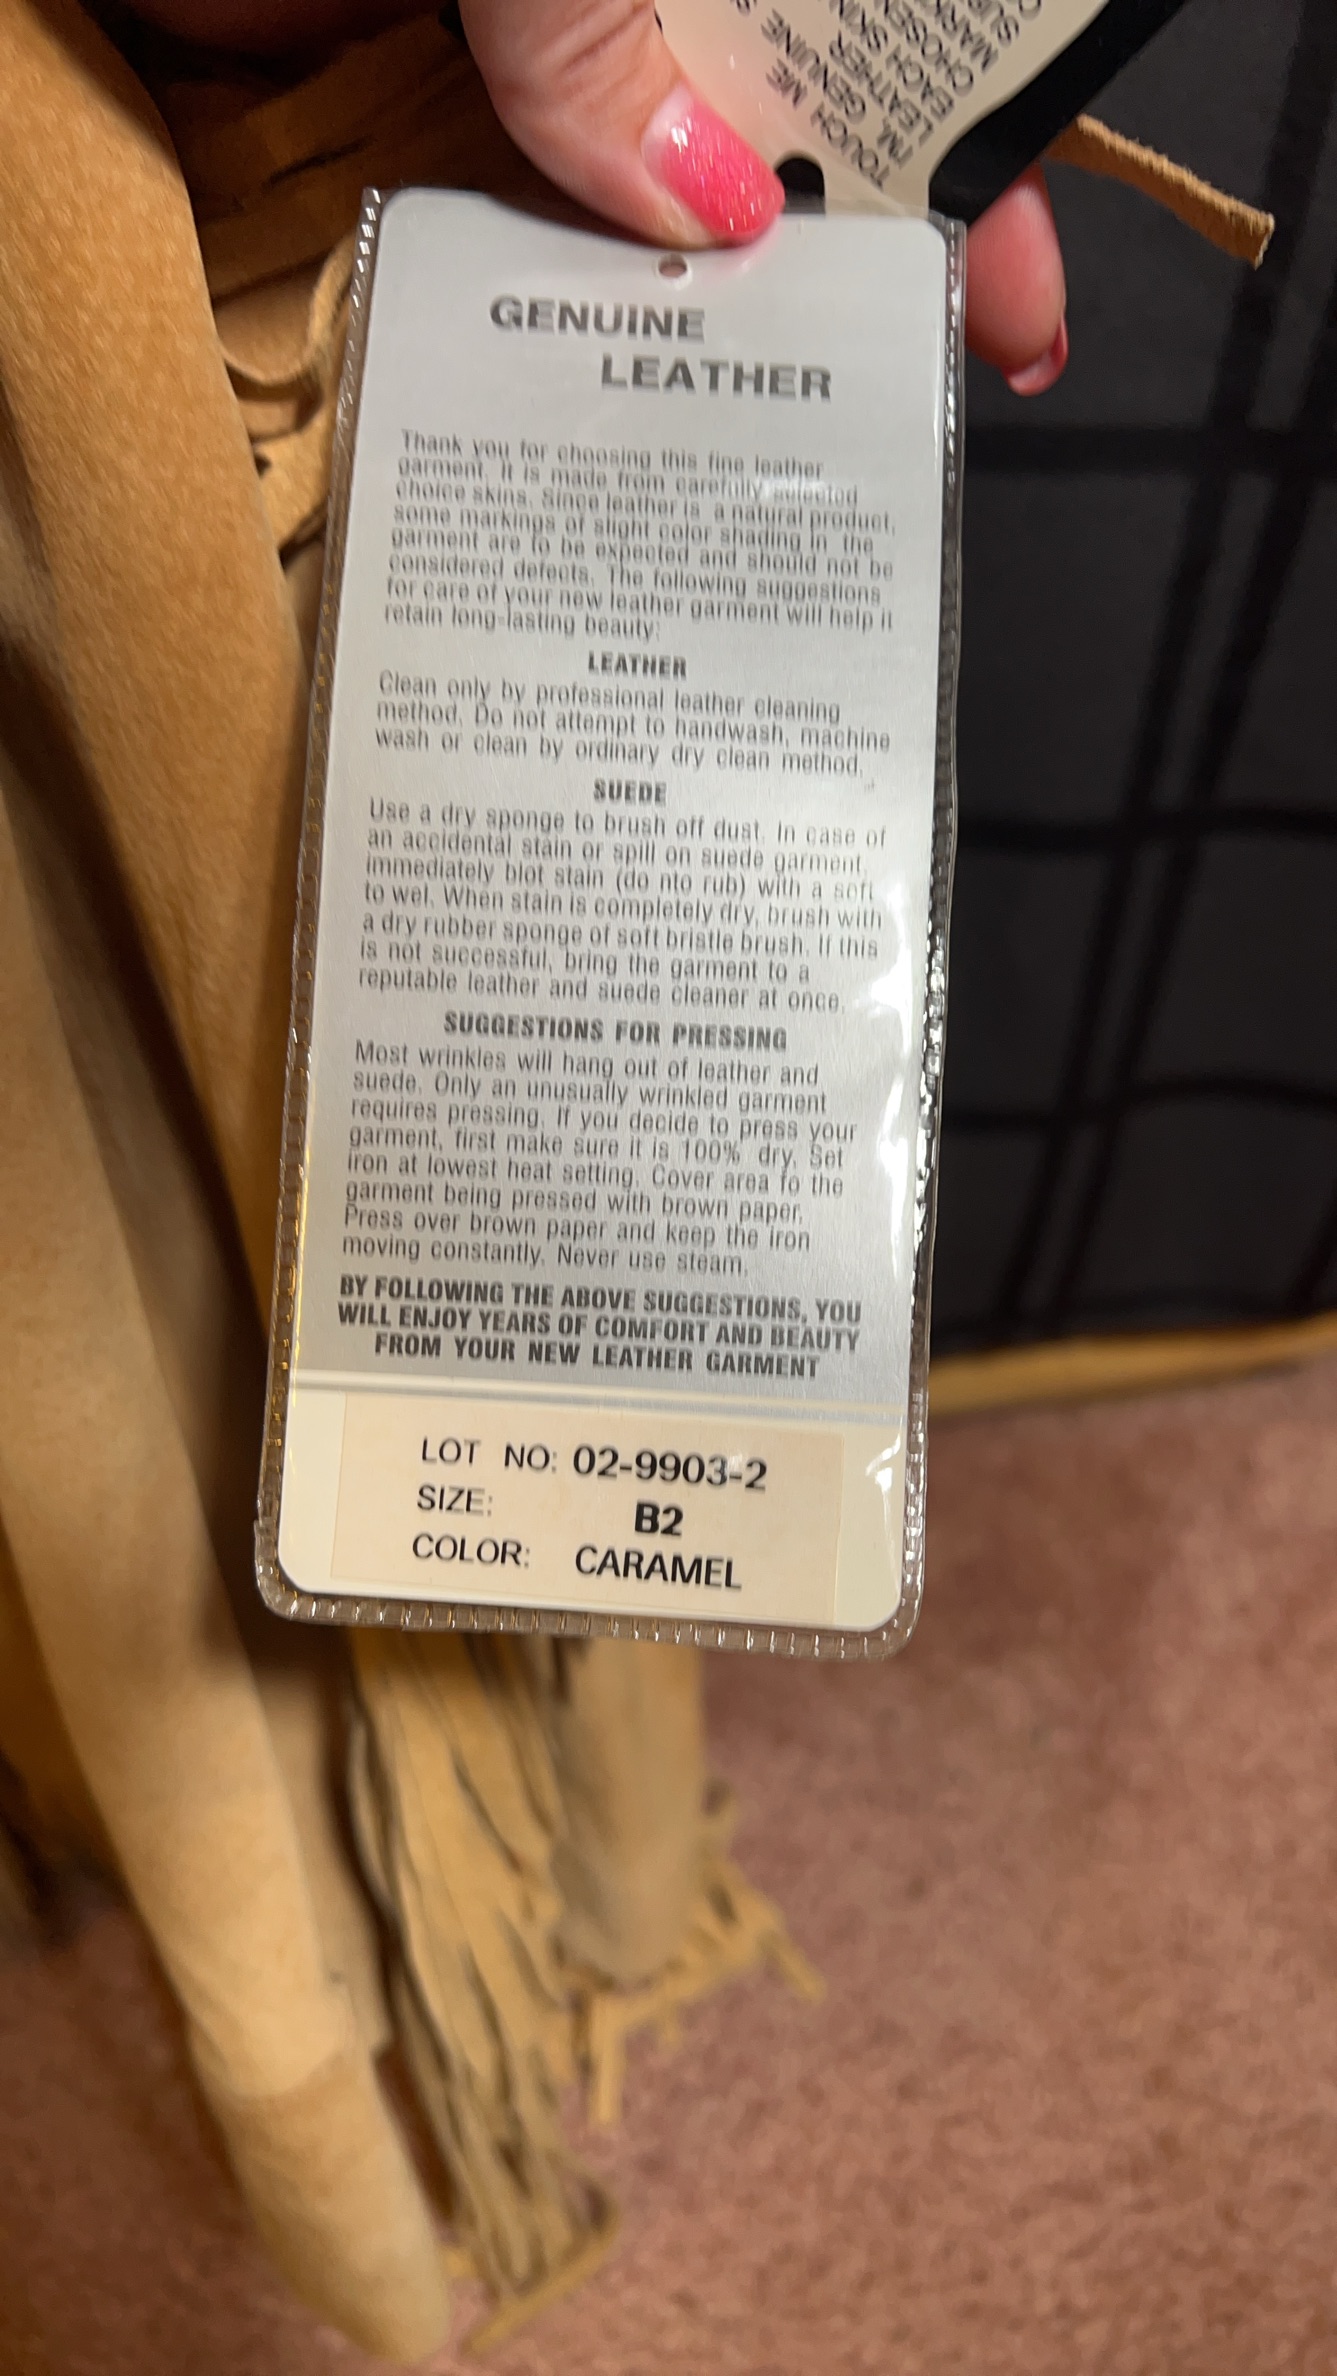 TOUCH ME
I'M GENUINE
LEATHER
EACH SKIN
CHOSEN
MARK
GENUINE
LEATHER
Thank you for choosing this fine leather
garment. It is made from carefully selected
choice skins. Since leather is a natural product,
some markings of slight color shading in the
garment are to be expected and should not be
considered defects. The following suggestions
for care of your new leather garment will help it
retain long-lasting beauty:
LEATHER
Clean only by professional leather cleaning
method. Do not attempt to handwash, machine
wash or clean by ordinary dry clean method.
SUEDE
Use a dry sponge to brush off dust. In case of
an accidental stain or spill on suede garment,
immediately blot stain (do nto rub) with a soft
to wel. When stain is completely dry, brush with
a dry rubber sponge of soft bristle brush. If this
is not successful, bring the garment to a
reputable leather and suede cleaner at once.
SUGGESTIONS FOR PRESSING
Most wrinkles will hang out of leather and
suede. Only an unusually wrinkled garment
requires pressing. If you decide to press your
garment, first make sure it is 100% dry. Set
iron at lowest heat setting. Cover area fo the
garment being pressed with brown paper.
Press over brown paper and keep the iron
moving constantly. Never use steam.
BY FOLLOWING THE ABOVE SUGGESTIONS, YOU
WILL ENJOY YEARS OF COMFORT AND BEAUTY
FROM YOUR NEW LEATHER GARMENT
LOT NO: 02-9903-2
SIZE: B2
COLOR: CARAMEL